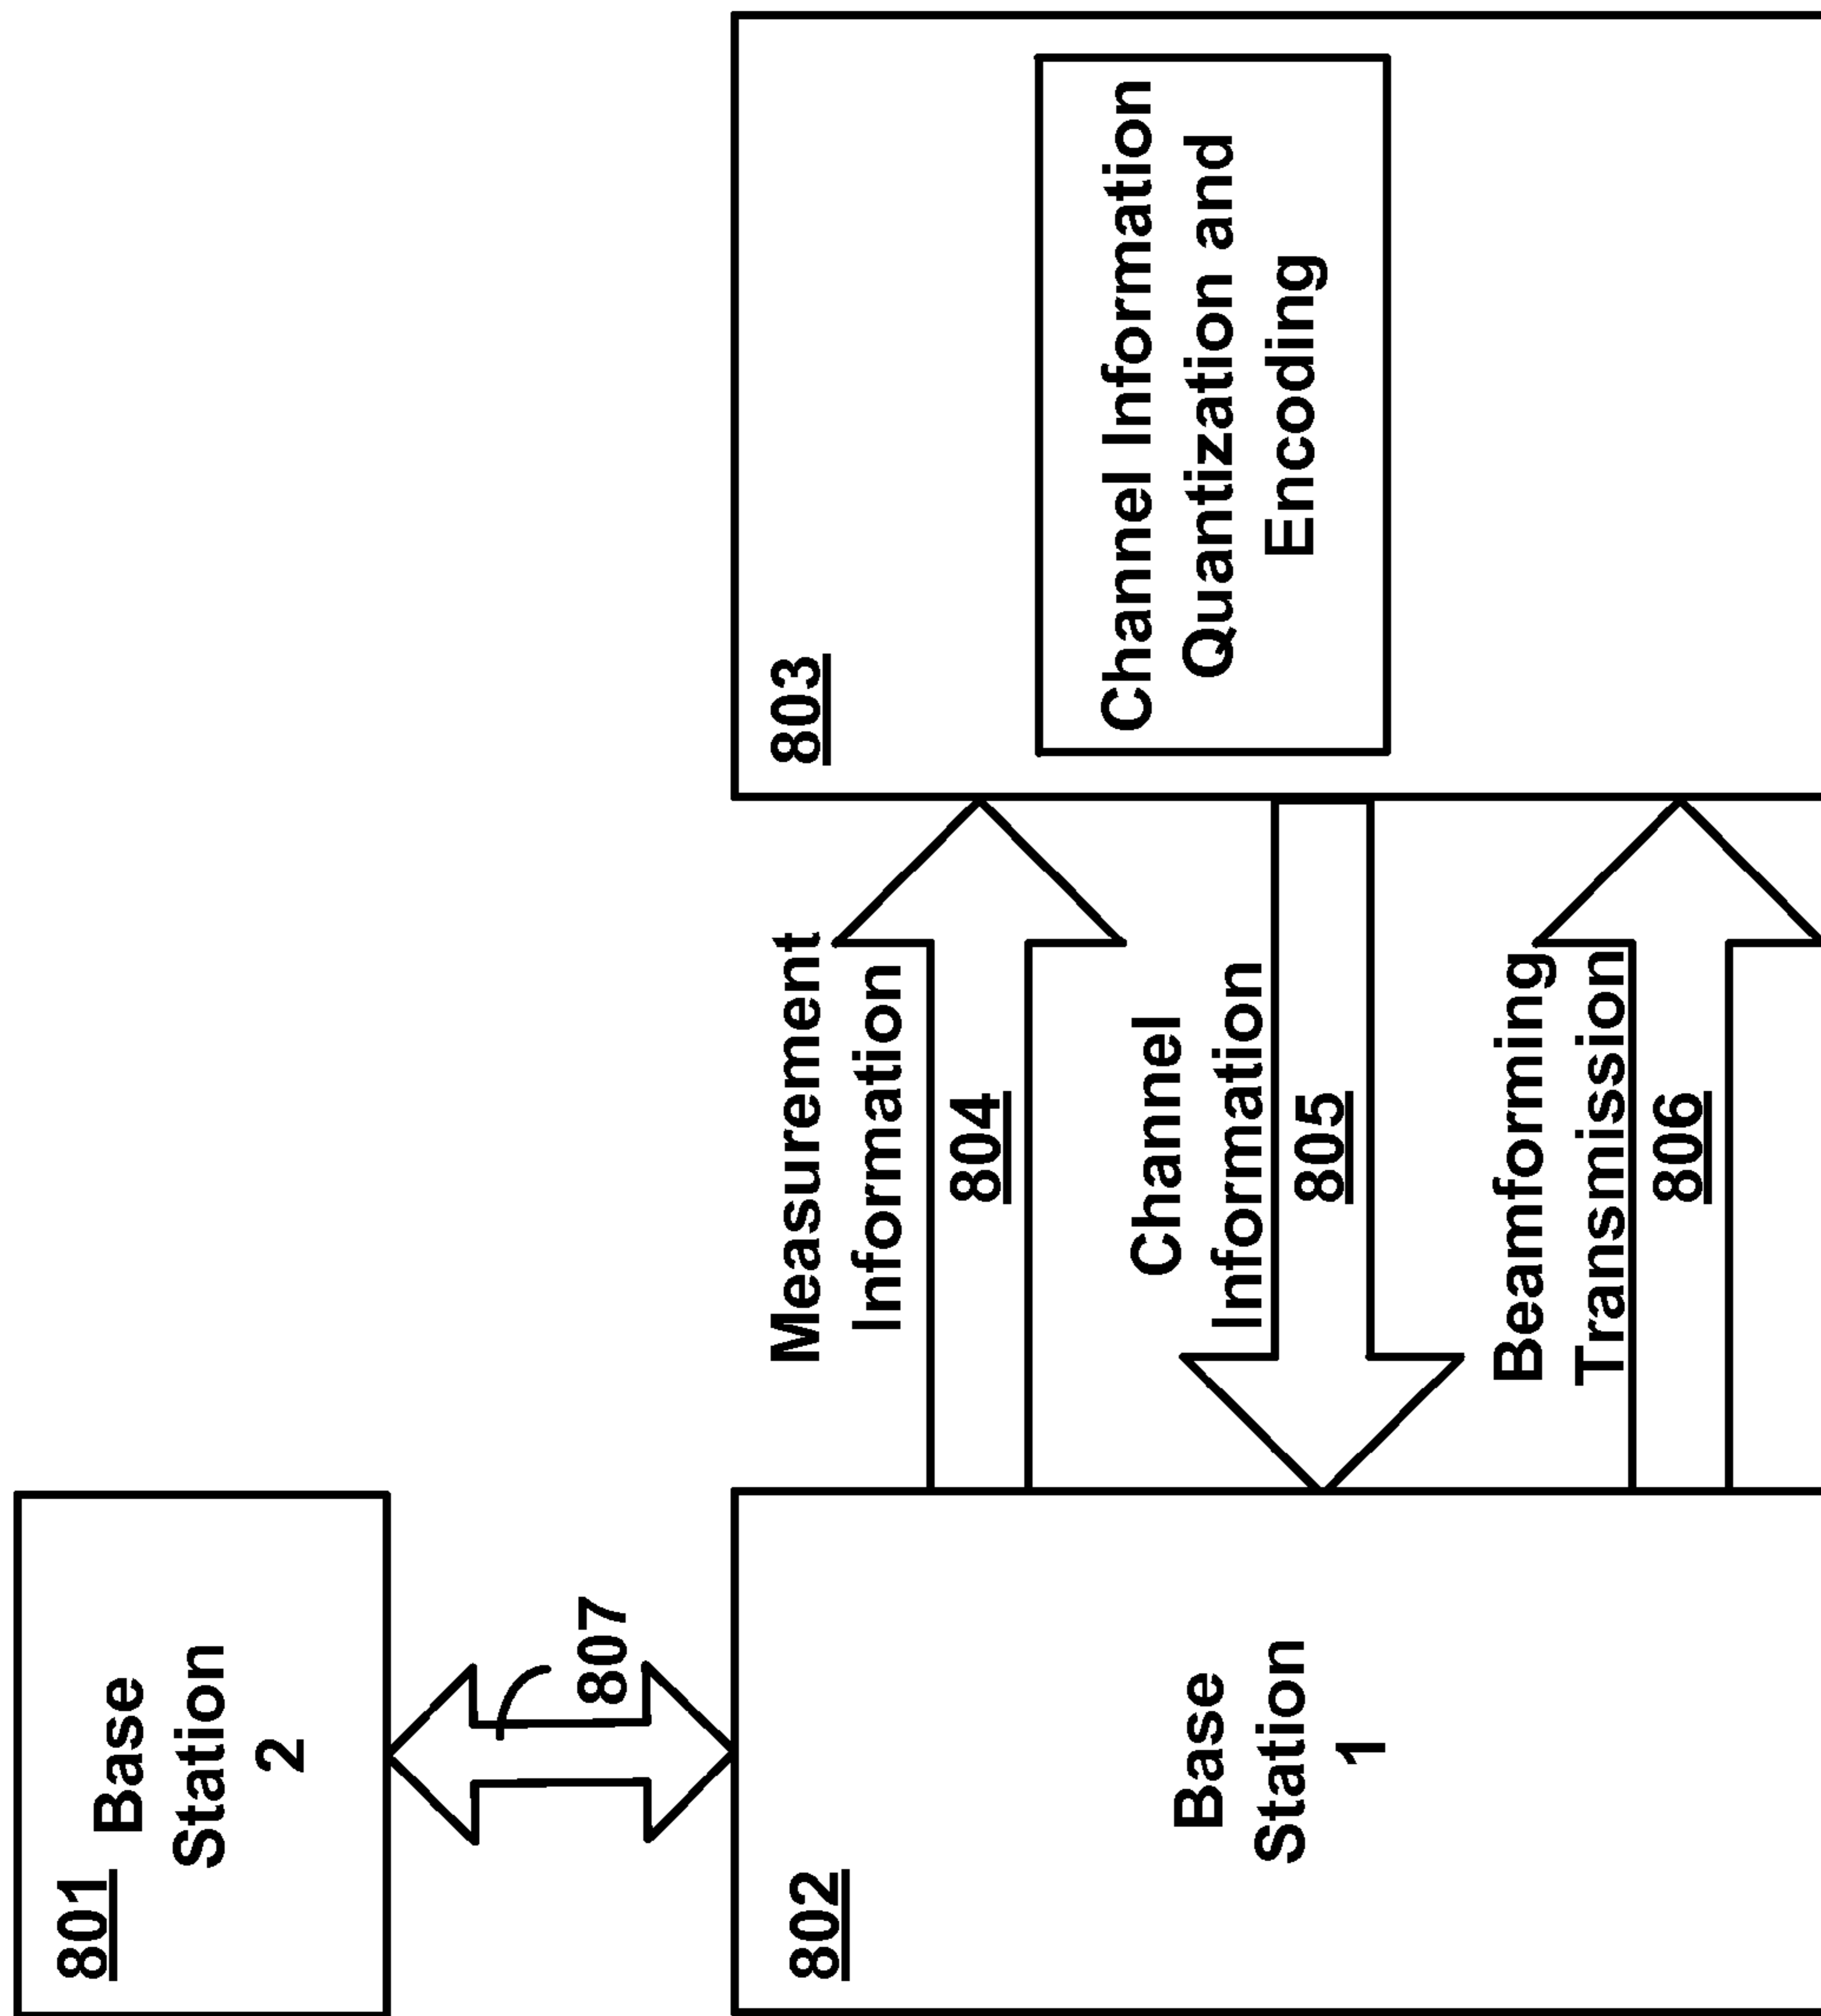 801
Base
Station
2
807
802
Base
Station
1
Measurement
Information
804
Channel
Information
805
Beamforming
Transmission
806
803
Channel Information
Quantization and
Encoding